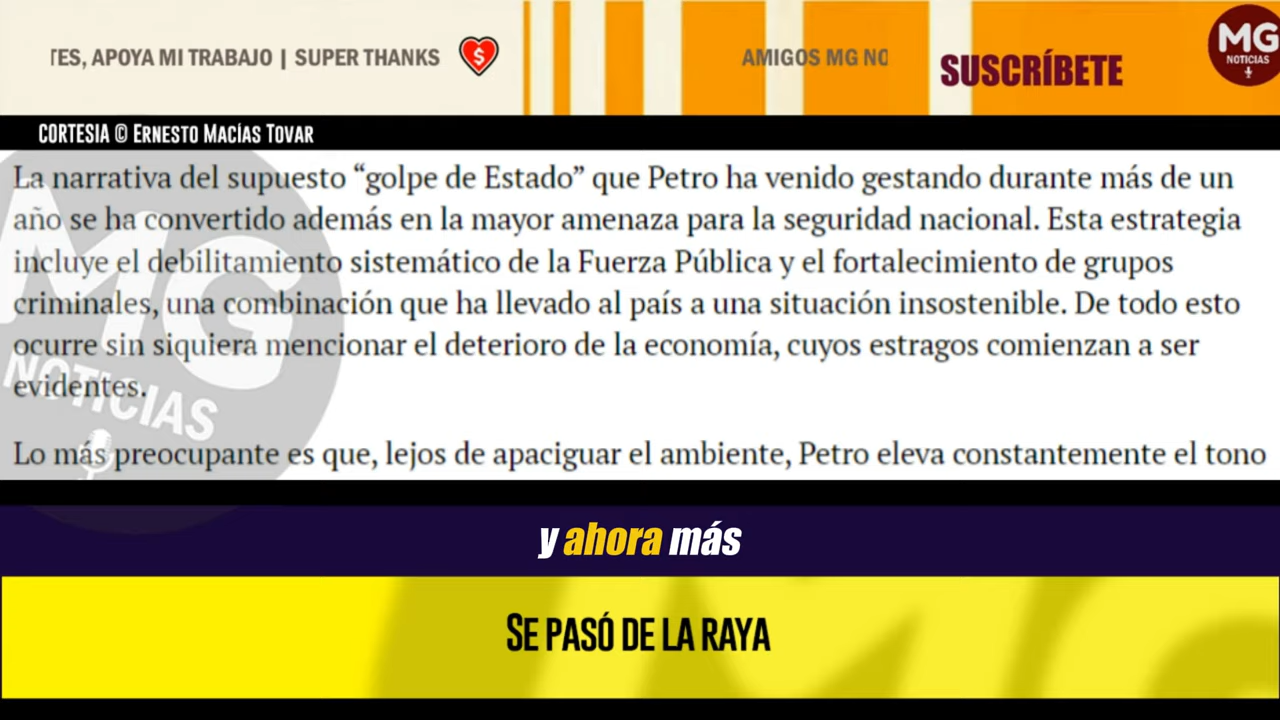 TES, APOYA MI TRABAJO | SUPER THANKS
$
AMIGOS MG NO
SUSCRÍBETE
MG
NOTICIAS
CORTESIA © ERNESTO MACÍAS TOVAR
La narrativa del supuesto “golpe de Estado” que Petro ha venido gestando durante más de un
año se ha convertido además en la mayor amenaza para la seguridad nacional. Esta estrategia
incluye el debilitamiento sistemático de la Fuerza Pública y el fortalecimiento de grupos
criminales, una combinación que ha llevado al país a una situación insostenible. De todo esto
ocurre sin siquiera mencionar el deterioro de la economía, cuyos estragos comienzan a ser
evidentes.
Lo más preocupante es que, lejos de apaciguar el ambiente, Petro eleva constantemente el tono
MG
NOTICIAS
y ahora más
SE PASÓ DE LA RAYA